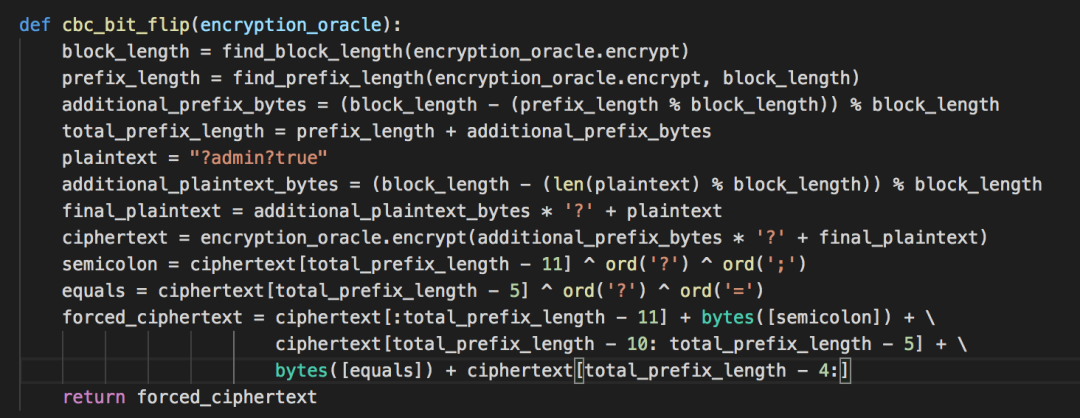 def cbc_bit_flip(encryption_oracle):
    block_length = find_block_length(encryption_oracle.encrypt)
    prefix_length = find_prefix_length(encryption_oracle.encrypt, block_length)
    additional_prefix_bytes = (block_length - (prefix_length % block_length)) % block_length
    total_prefix_length = prefix_length + additional_prefix_bytes
    plaintext = "?admin?true"
    additional_plaintext_bytes = (block_length - (len(plaintext) % block_length)) % block_length
    final_plaintext = additional_plaintext_bytes * '?' + plaintext
    ciphertext = encryption_oracle.encrypt(additional_prefix_bytes * '?' + final_plaintext)
    semicolon = ciphertext[total_prefix_length - 11] ^ ord('?') ^ ord(';')
    equals = ciphertext[total_prefix_length - 5] ^ ord('?') ^ ord('=')
    forced_ciphertext = ciphertext[:total_prefix_length - 11] + bytes([semicolon]) + \
                        ciphertext[total_prefix_length - 10: total_prefix_length - 5] + \
                        bytes([equals]) + ciphertext[total_prefix_length - 4:]
    return forced_ciphertext